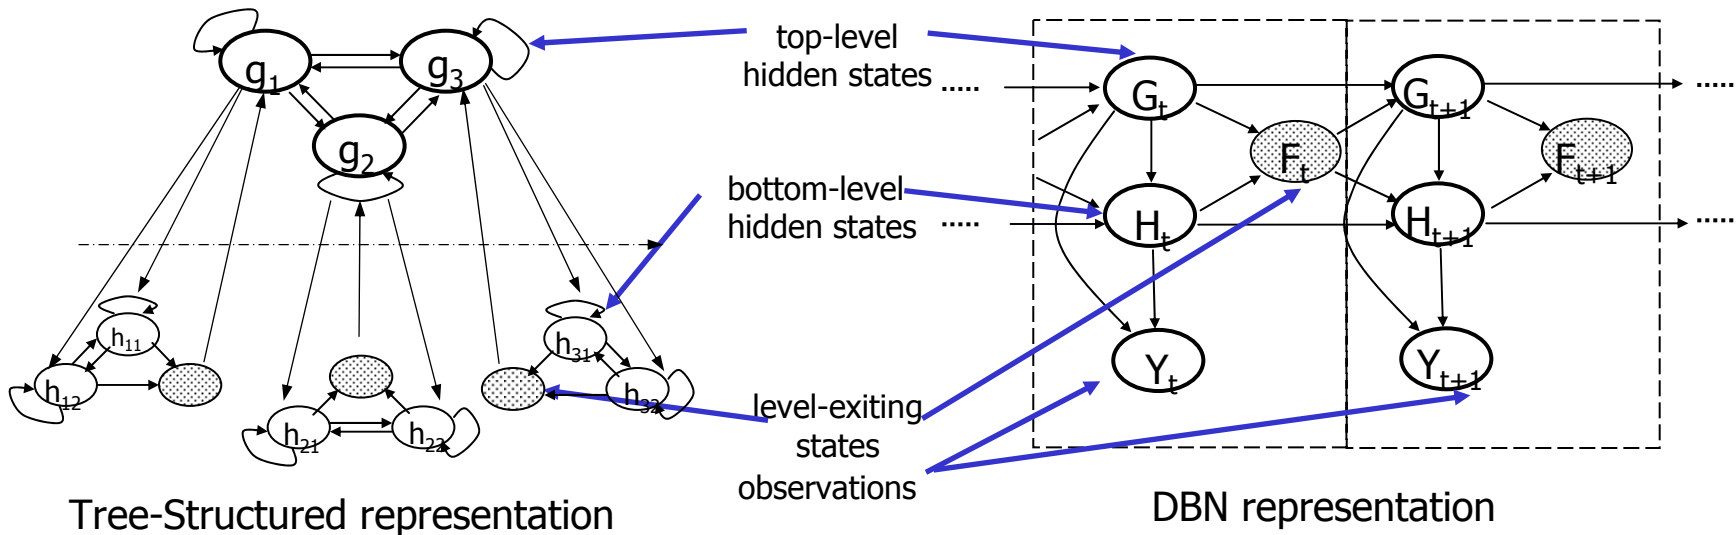 g1
g3
g2
h11
h12
h21
h22
h31
h32
Tree-Structured representation
top-level
hidden states
bottom-level
hidden states
level-exiting
states
observations
.....
.....
Gt
Ft
Ht
Yt
Gt+1
Ft+1
Ht+1
Yt+1
.....
.....
DBN representation